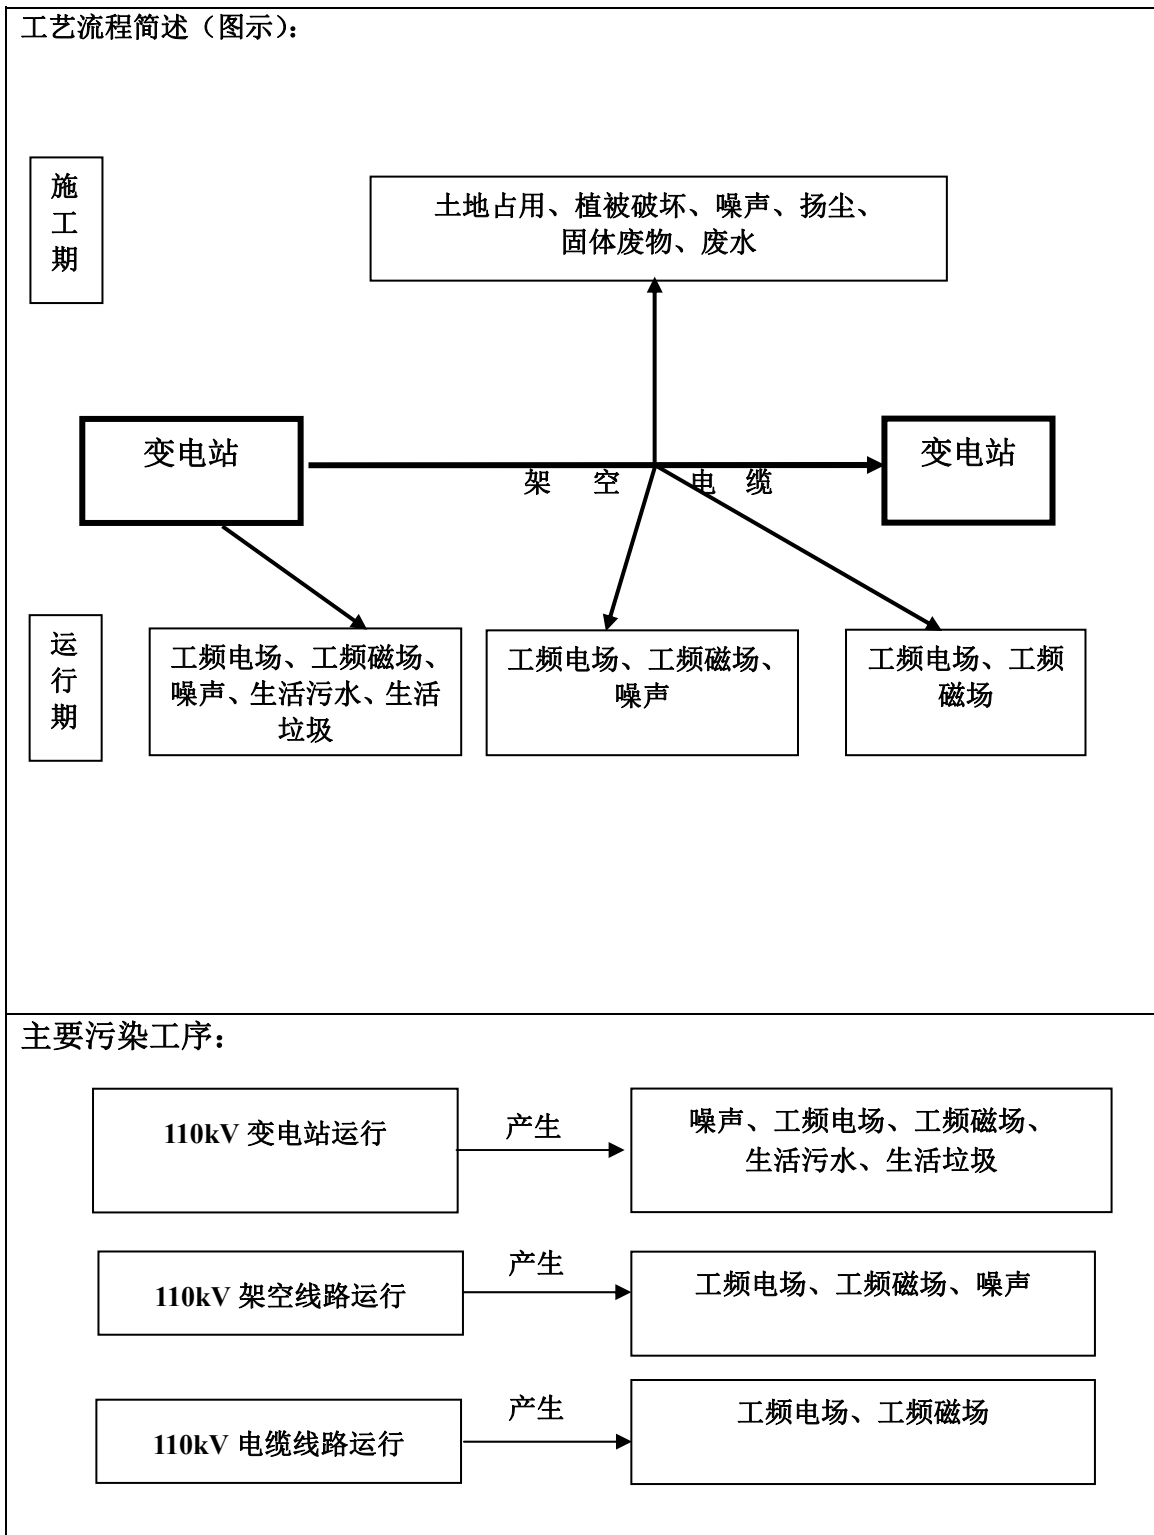 工艺流程简述（图示）：
施
工
期
土地占用、植被破坏、噪声、扬尘、
固体废物、废水
变电站
架 空 电 缆
变电站
运
行
期
工频电场、工频磁场、
噪声、生活污水、生活
垃圾
工频电场、工频磁场、
噪声
工频电场、工频
磁场
主要污染工序：
110kV 变电站运行
产生
噪声、工频电场、工频磁场、
生活污水、生活垃圾
110kV 架空线路运行
产生
工频电场、工频磁场、噪声
110kV 电缆线路运行
产生
工频电场、工频磁场